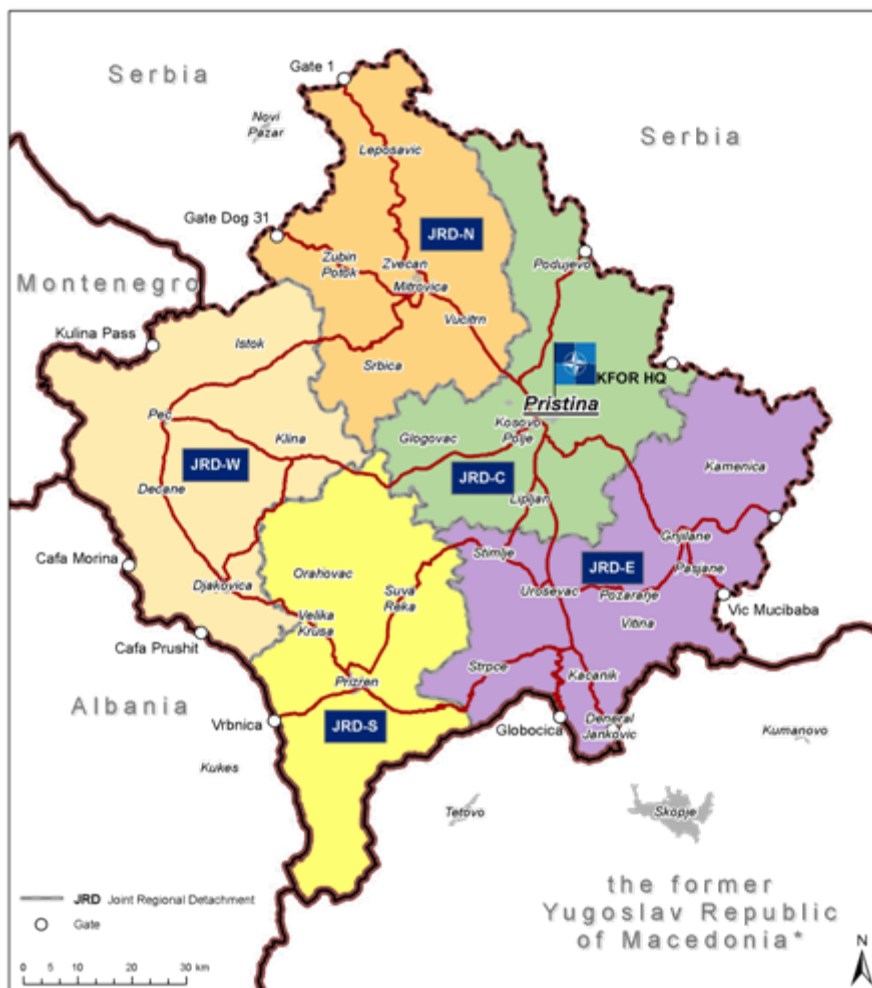 Serbia
Gate 1
Novi
Pazar
Serbia
Leposavic
Gate Dog 31
JRD-N
Zubin
Potok
Zvecan
Mitrovica
Podujevo
Montenegro
Vucitrn
Kulina Pass
Istok
Srbica
KFOR HQ
Pristina
Pec
Klina
Glogovac
Kosovo
Polje
JRD-W
JRD-C
Kamenica
Decane
Lipljan
Gnjilane
Cafa Morina
Stimlje
JRD-E
Pasjane
Orahovac
Djakovica
Suva
Reka
Urosevac
Pozaranje
Vic Mucibaba
Velika
Krusa
Vitina
Cafa Prushit
Strpce
Kacanik
Prizren
Albania
Vrbnica
JRD-S
Globocica
Deneral
Jankovic
Kumanovo
Kukes
Tetovo
Skopje
the former
Yugoslav Republic
of Macedonia*
JRD Joint Regional Detachment
Gate
N
0 5 10 20 30 km